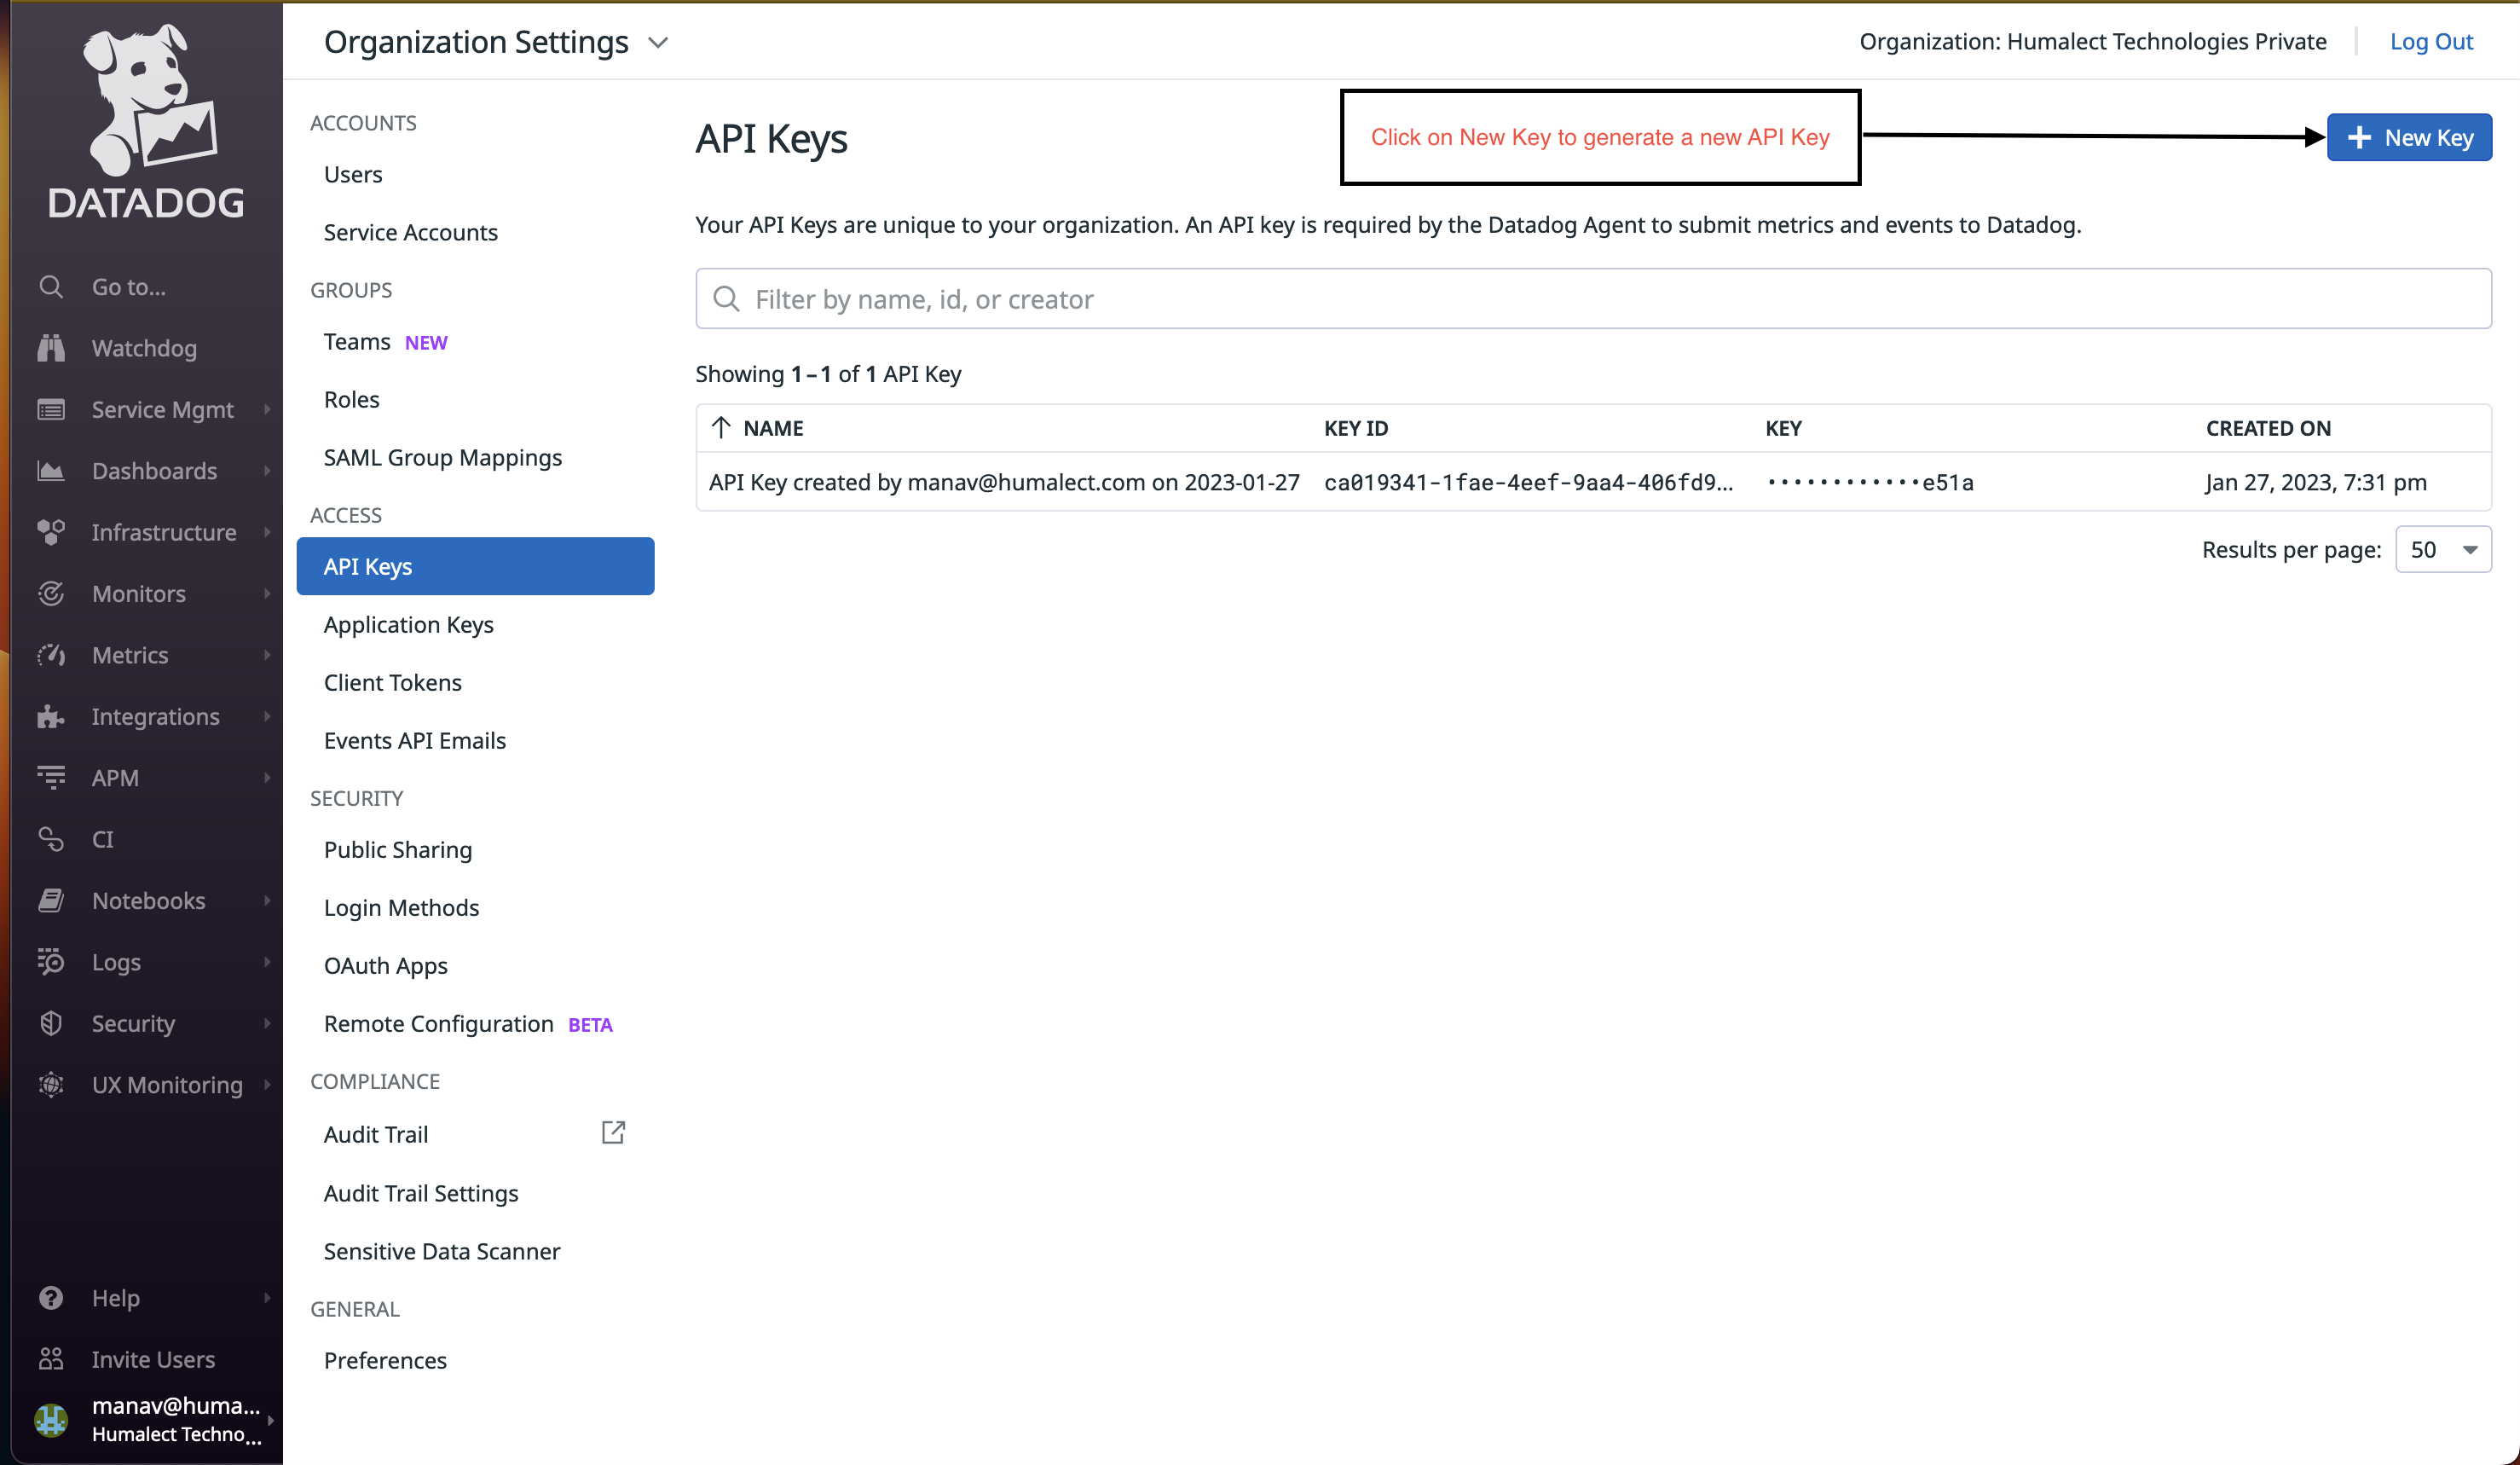 DATADOG
Go to...
Watchdog
Service Mgmt
Dashboards
Infrastructure
Monitors
Metrics
Integrations
APM
CI
Notebooks
Logs
Security
UX Monitoring
Help
Invite Users
manav@huma...
Humalect Techno...
Organization Settings
Organization: Humalect Technologies Private
Log Out
ACCOUNTS
Users
Service Accounts
GROUPS
Teams NEW
Roles
SAML Group Mappings
ACCESS
API Keys
Application Keys
Client Tokens
Events API Emails
SECURITY
Public Sharing
Login Methods
OAuth Apps
Remote Configuration BETA
COMPLIANCE
Audit Trail
Audit Trail Settings
Sensitive Data Scanner
GENERAL
Preferences
API Keys
Click on New Key to generate a new API Key
+ New Key
Your API Keys are unique to your organization. An API key is required by the Datadog Agent to submit metrics and events to Datadog.
Filter by name, id, or creator
Showing 1–1 of 1 API Key
NAME KEY ID KEY CREATED ON
API Key created by manav@humalect.com on 2023-01-27 ca019341-1fae-4eef-9aa4-406fd9... ••••••••••••e51a Jan 27, 2023, 7:31 pm
Results per page: 50